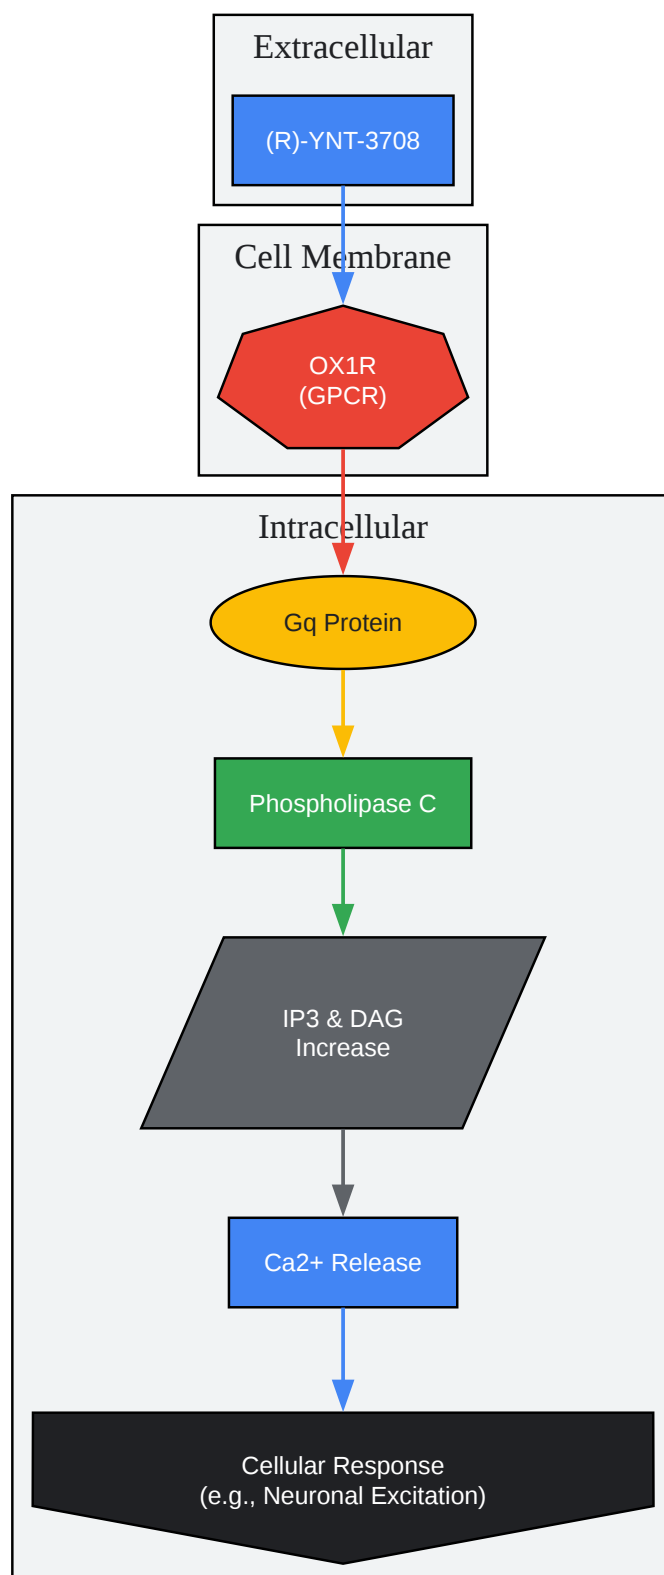 Extracellular
(R)-YNT-3708
Cell Membrane
OX1R
(GPCR)
Intracellular
Gq Protein
Phospholipase C
IP3 & DAG
Increase
Ca2+ Release
Cellular Response
(e.g., Neuronal Excitation)